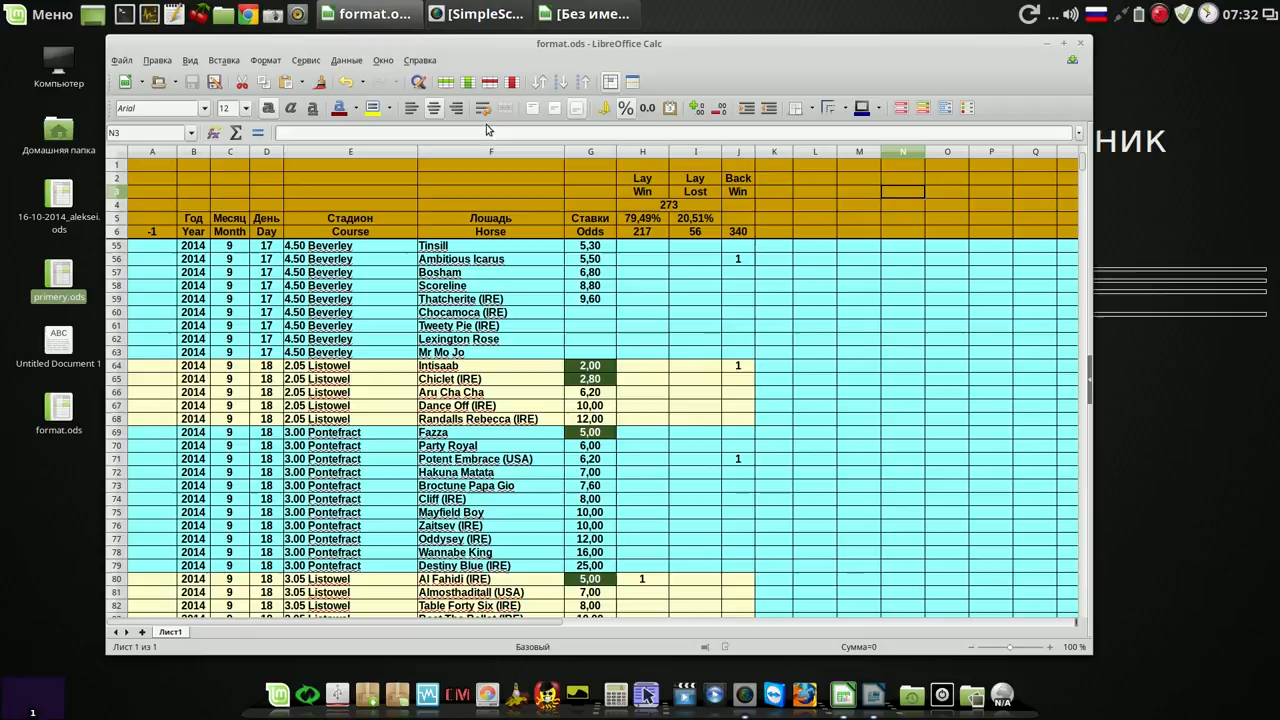 Меню
format.o...
[SimpleSc...
[Без име...
...
07:32
format.ods - LibreOffice Calc
Файл Правка Вид Вставка Формат Сервис Данные Окно Справка
Arial 12
N3
A B C D E F G H I J K L M N O P Q
1
2 Lay Lay Back
3 Win Lost Win
4 273
5 Год Месяц День Стадион Лошадь Ставки 79,49% 20,51%
6 -1 Year Month Day Course Horse Odds 217 56 340
55 2014 9 17 4.50 Beverley Tinsill 5,30
56 2014 9 17 4.50 Beverley Ambitious Icarus 5,50 1
57 2014 9 17 4.50 Beverley Bosham 6,80
58 2014 9 17 4.50 Beverley Scoreline 8,80
59 2014 9 17 4.50 Beverley Thatcherite (IRE) 9,60
60 2014 9 17 4.50 Beverley Chocamoca (IRE)
61 2014 9 17 4.50 Beverley Tweety Pie (IRE)
62 2014 9 17 4.50 Beverley Lexington Rose
63 2014 9 17 4.50 Beverley Mr Mo Jo
64 2014 9 18 2.05 Listowel Intisaab 2,00 1
65 2014 9 18 2.05 Listowel Chiclet (IRE) 2,80
66 2014 9 18 2.05 Listowel Aru Cha Cha 6,20
67 2014 9 18 2.05 Listowel Dance Off (IRE) 10,00
68 2014 9 18 2.05 Listowel Randalls Rebecca (IRE) 12,00
69 2014 9 18 3.00 Pontefract Fazza 5,00
70 2014 9 18 3.00 Pontefract Party Royal 6,00
71 2014 9 18 3.00 Pontefract Potent Embrace (USA) 6,20 1
72 2014 9 18 3.00 Pontefract Hakuna Matata 7,00
73 2014 9 18 3.00 Pontefract Broctune Papa Gio 7,60
74 2014 9 18 3.00 Pontefract Cliff (IRE) 8,00
75 2014 9 18 3.00 Pontefract Mayfield Boy 10,00
76 2014 9 18 3.00 Pontefract Zaitsev (IRE) 10,00
77 2014 9 18 3.00 Pontefract Oddysey (IRE) 12,00
78 2014 9 18 3.00 Pontefract Wannabe King 16,00
79 2014 9 18 3.00 Pontefract Destiny Blue (IRE) 25,00
80 2014 9 18 3.05 Listowel Al Fahidi (IRE) 5,00 1
81 2014 9 18 3.05 Listowel Almosthaditall (USA) 7,00
82 2014 9 18 3.05 Listowel Table Forty Six (IRE) 8,00
Лист1
Лист 1 из 1 Базовый Сумма=0 100 %
Компьютер
Домашняя папка
16-10-2014_aleksei.
ods
primery.ods
ABC
Untitled Document 1
format.ods
НИК
1
N/A